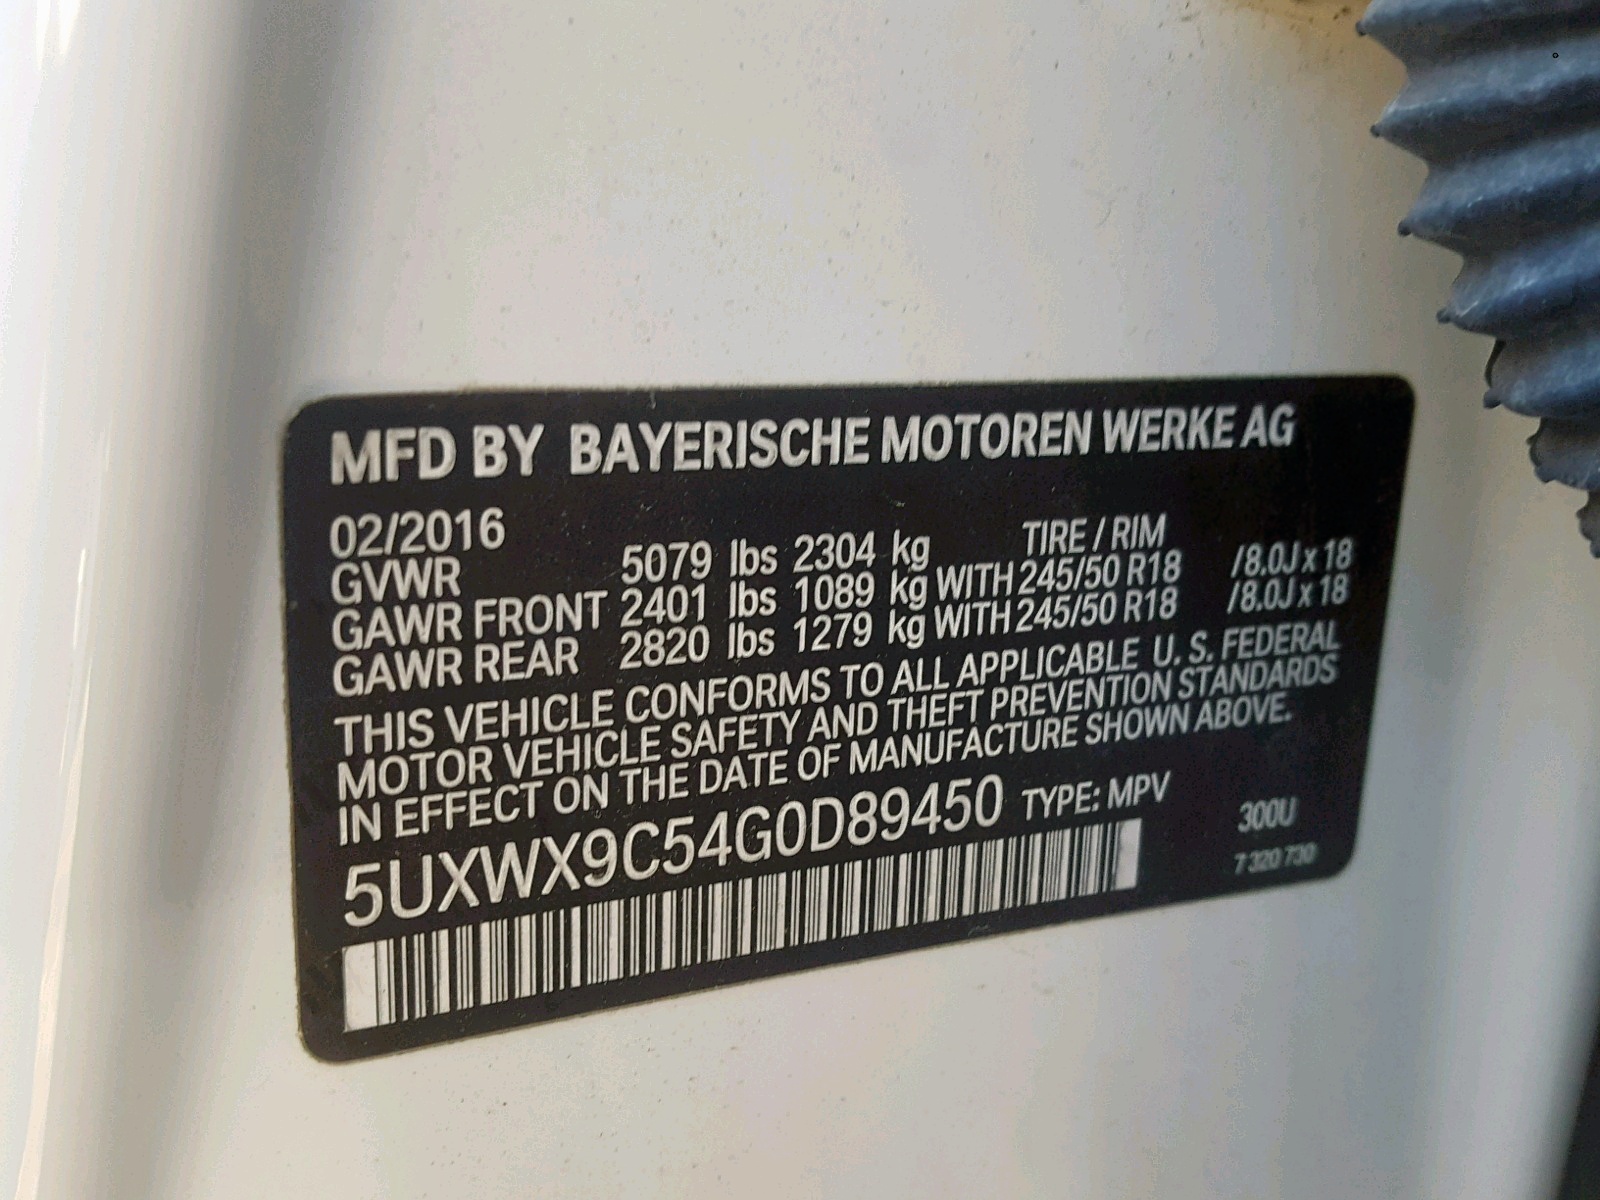 MFD BY BAYERISCHE MOTOREN WERKE AG
02/2016 TIRE / RIM
GVWR 5079 lbs 2304 kg
GAWR FRONT 2401 lbs 1089 kg WITH 245/50 R18 /8.0J x 18
GAWR REAR 2820 lbs 1279 kg WITH 245/50 R18 /8.0J x 18
THIS VEHICLE CONFORMS TO ALL APPLICABLE U. S. FEDERAL
MOTOR VEHICLE SAFETY AND THEFT PREVENTION STANDARDS
IN EFFECT ON THE DATE OF MANUFACTURE SHOWN ABOVE.
5UXWX9C54G0D89450 TYPE: MPV
300U
7 320 730